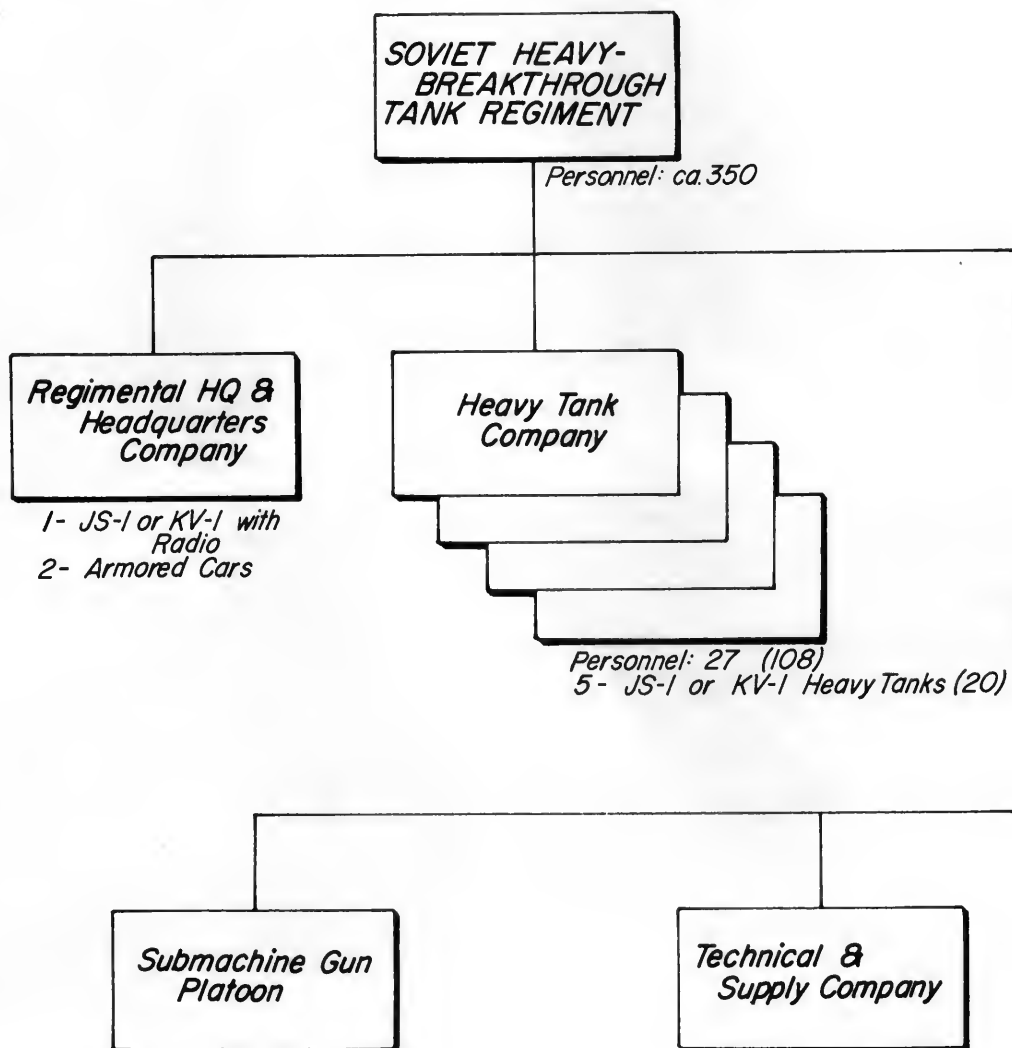 SOVIET HEAVY-
BREAKTHROUGH
TANK REGIMENT
Personnel: ca.350
Regimental HQ &
Headquarters
Company
1- JS-1 or KV-1 with
Radio
2- Armored Cars
Heavy Tank
Company
Personnel: 27 (108)
5- JS-1 or KV-1 Heavy Tanks (20)
Submachine Gun
Platoon
Technical &
Supply Company